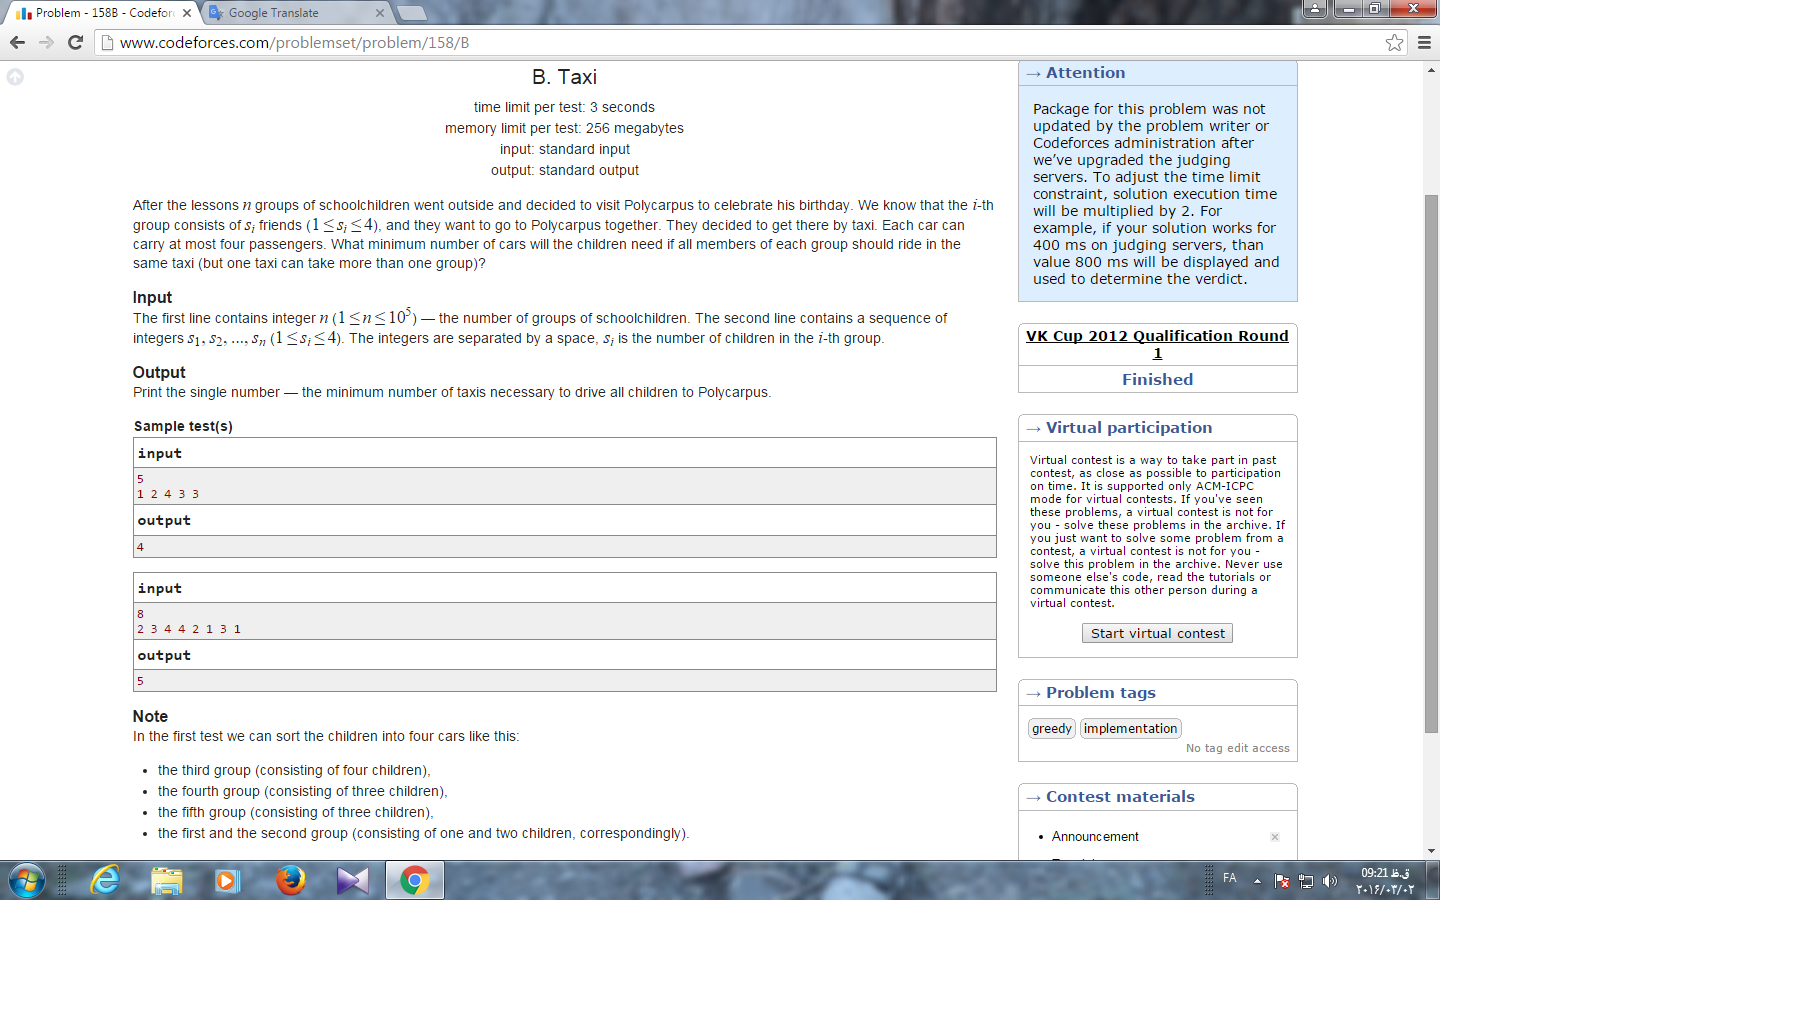 Problem - 158B - Codefor
Google Translate
www.codeforces.com/problemset/problem/158/B
B. Taxi
time limit per test: 3 seconds
memory limit per test: 256 megabytes
input: standard input
output: standard output
After the lessons n groups of schoolchildren went outside and decided to visit Polycarpus to celebrate his birthday. We know that the i-th
group consists of si friends (1 ≤ si ≤ 4), and they want to go to Polycarpus together. They decided to get there by taxi. Each car can
carry at most four passengers. What minimum number of cars will the children need if all members of each group should ride in the
same taxi (but one taxi can take more than one group)?
Input
The first line contains integer n (1 ≤ n ≤ 10^5) — the number of groups of schoolchildren. The second line contains a sequence of
integers s1, s2, ..., sn (1 ≤ si ≤ 4). The integers are separated by a space, si is the number of children in the i-th group.
Output
Print the single number — the minimum number of taxis necessary to drive all children to Polycarpus.
Sample test(s)
input
5
1 2 4 3 3
output
4
input
8
2 3 4 4 2 1 3 1
output
5
Note
In the first test we can sort the children into four cars like this:
• the third group (consisting of four children),
• the fourth group (consisting of three children),
• the fifth group (consisting of three children),
• the first and the second group (consisting of one and two children, correspondingly).
→ Attention
Package for this problem was not
updated by the problem writer or
Codeforces administration after
we’ve upgraded the judging
servers. To adjust the time limit
constraint, solution execution time
will be multiplied by 2. For
example, if your solution works for
400 ms on judging servers, than
value 800 ms will be displayed and
used to determine the verdict.
VK Cup 2012 Qualification Round
1
Finished
→ Virtual participation
Virtual contest is a way to take part in past
contest, as close as possible to participation
on time. It is supported only ACM-ICPC
mode for virtual contests. If you've seen
these problems, a virtual contest is not for
you - solve these problems in the archive. If
you just want to solve some problem from a
contest, a virtual contest is not for you -
solve this problem in the archive. Never use
someone else's code, read the tutorials or
communicate this other person during a
virtual contest.
Start virtual contest
→ Problem tags
greedy implementation
No tag edit access
→ Contest materials
• Announcement
FA
09:21 ق.ظ
۲۰۱۶/۰۳/۰۲